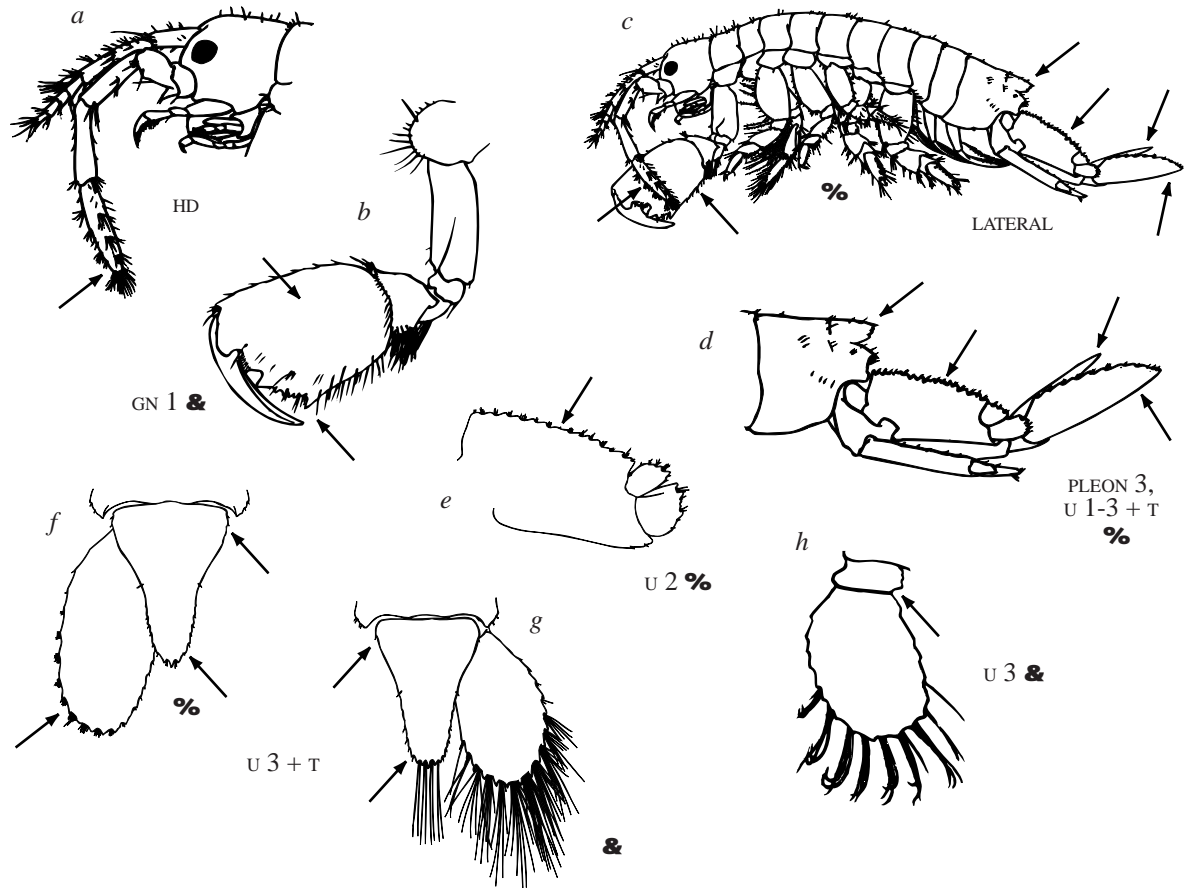 a
c
HD
b
%
LATERAL
GN 1 &
d
e
PLEON 3,
U 1-3 + T
%
f
h
U 2 %
g
U 3 &
%
U 3 + T
&